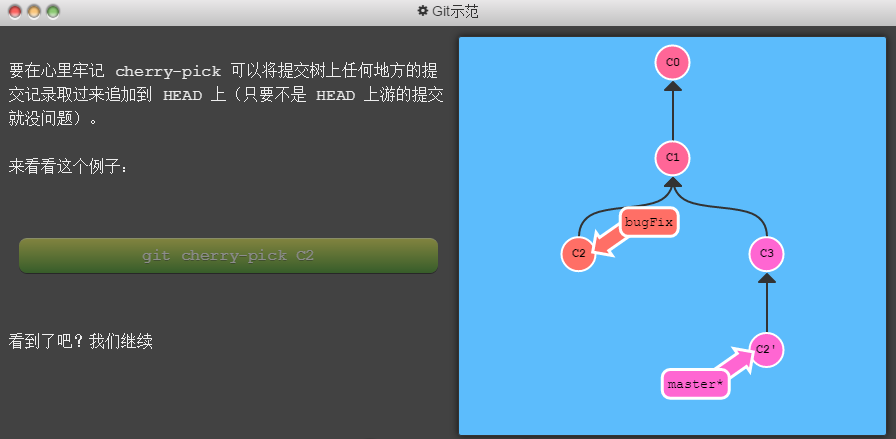 Git示范
要在心里牢记 cherry-pick 可以将提交树上任何地方的提
交记录取过来追加到 HEAD 上（只要不是 HEAD 上游的提交
就没问题）。
来看看这个例子：
git cherry-pick C2
看到了吧？我们继续
C0
C1
bugFix
C2
C3
C2'
master*